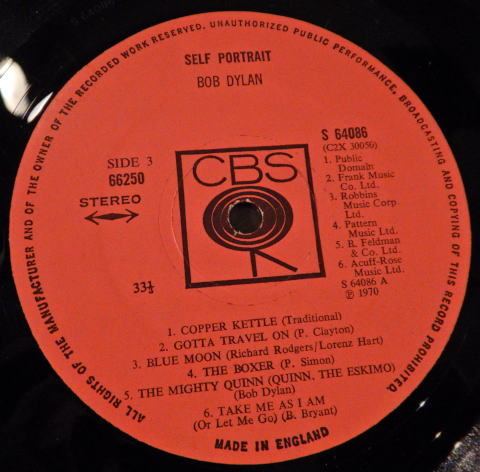 ALL RIGHTS OF THE MANUFACTURER AND OF THE OWNER OF THE RECORDED WORK RESERVED. UNAUTHORIZED PUBLIC PERFORMANCE, BROADCASTING AND COPYING OF THIS RECORD PROHIBITED.
SELF PORTRAIT
BOB DYLAN
SIDE 3
66250
STEREO
33⅓
CBS
S 64086
(C2X 30050)
1. Public
Domain
2. Frank Music
Co. Ltd.
3. Robbins
Music Corp
Ltd.
4. Pattern
Music Ltd.
5. B. Feldman
& Co. Ltd.
6. Acuff-Rose
Music Ltd.
S 64086 A
℗ 1970
1. COPPER KETTLE (Traditional)
2. GOTTA TRAVEL ON (P. Clayton)
3. BLUE MOON (Richard Rodgers/Lorenz Hart)
4. THE BOXER (P. Simon)
5. THE MIGHTY QUINN (QUINN, THE ESKIMO)
(Bob Dylan)
6. TAKE ME AS I AM
(Or Let Me Go) (B. Bryant)
MADE IN ENGLAND